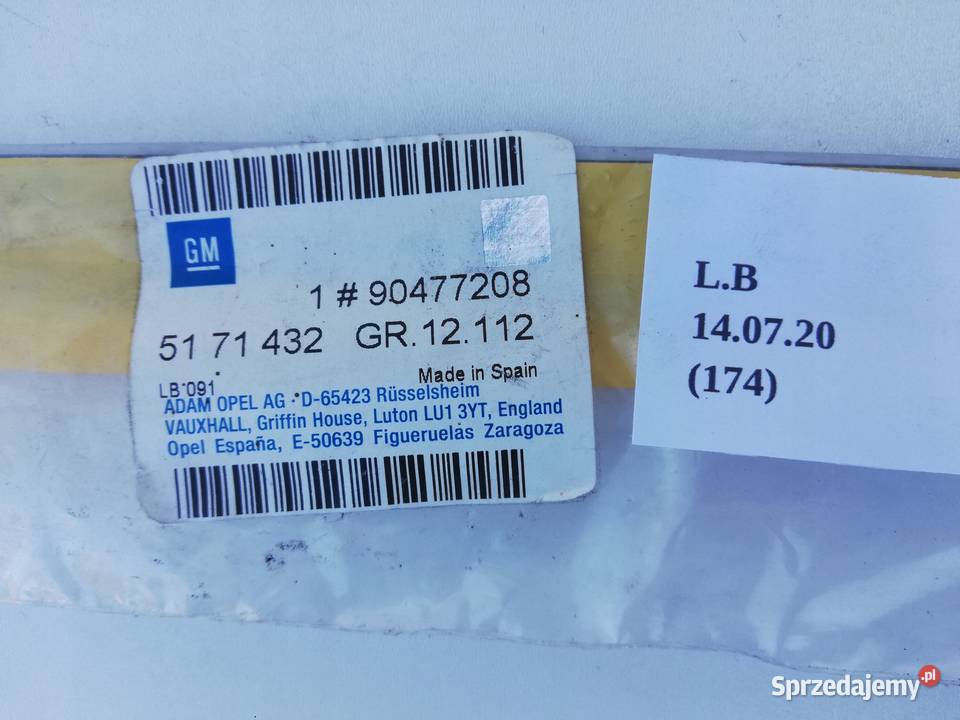 GM
1 # 90477208
51 71 432 GR. 12.112
LB 091
Made in Spain
ADAM OPEL AG · D-65423 Rüsselsheim
VAUXHALL, Griffin House, Luton LU1 3YT, England
Opel España, E-50639 Figueruelas Zaragoza
L.B
14.07.20
(174)
Sprzedajemy.pl